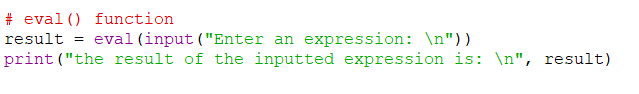 # eval() function
result = eval(input("Enter an expression: \n"))
print("the result of the inputted expression is: \n", result)